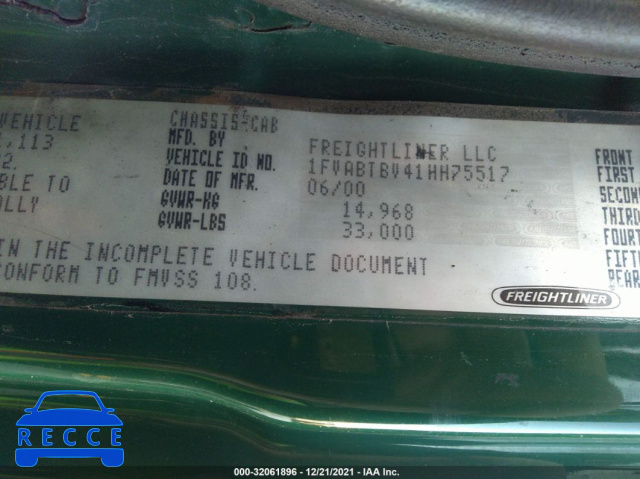 VEHICLE
,113
2.
BLE TO
OLLY
CHASSIS-CAB
MFD. BY
VEHICLE ID NO.
DATE OF MFR.
GVWR-KG
GVWR-LBS
FREIGHTLINER LLC
1FVABTBV41HH75517
06/00
14,968
33,000
IN THE INCOMPLETE VEHICLE DOCUMENT
CONFORM TO FMVSS 108.
FRONT
FIRST
SECOND
THIRD
FOURT
FIFTH
REAR
FREIGHTLINER
RECCE
000-32061896 - 12/21/2021 - IAA Inc.